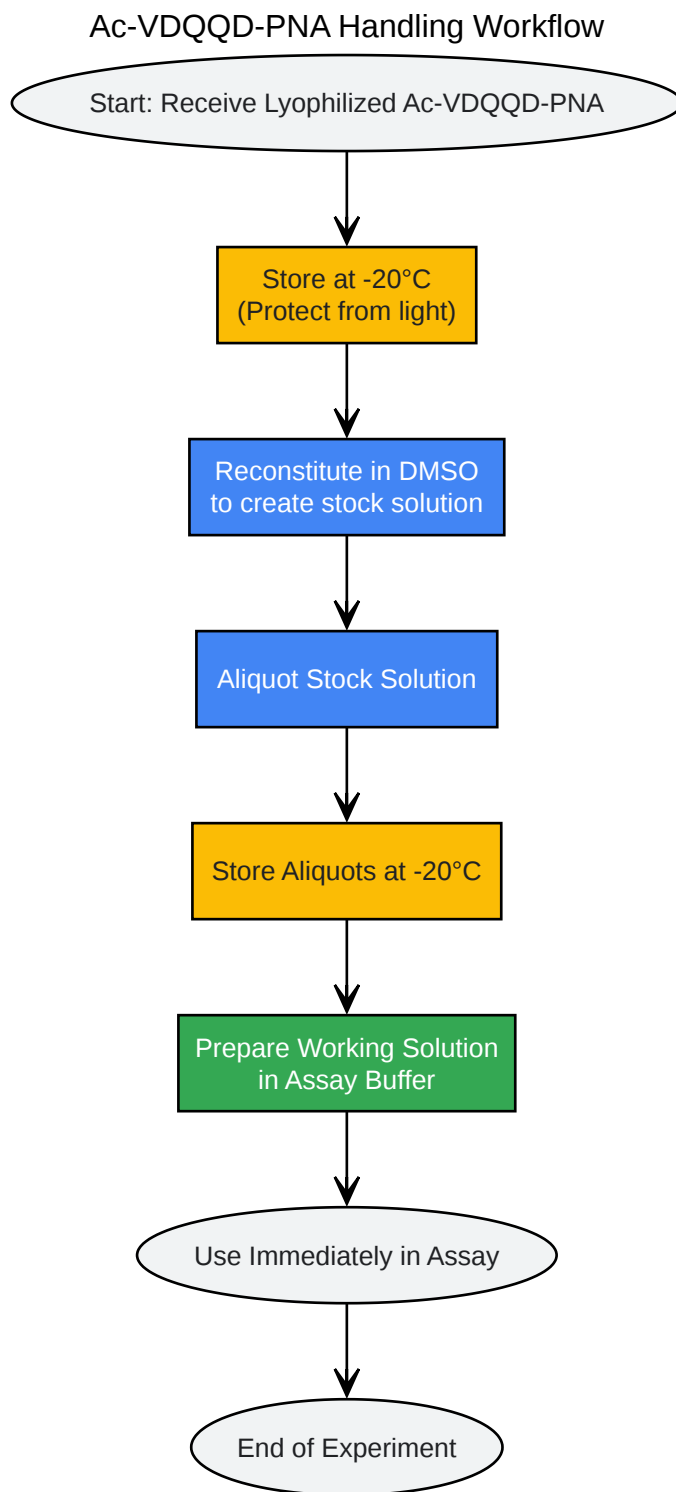 Ac-VDQQD-PNA Handling Workflow
Start: Receive Lyophilized Ac-VDQQD-PNA
Store at -20°C
(Protect from light)
Reconstitute in DMSO
to create stock solution
Aliquot Stock Solution
Store Aliquots at -20°C
Prepare Working Solution
in Assay Buffer
Use Immediately in Assay
End of Experiment